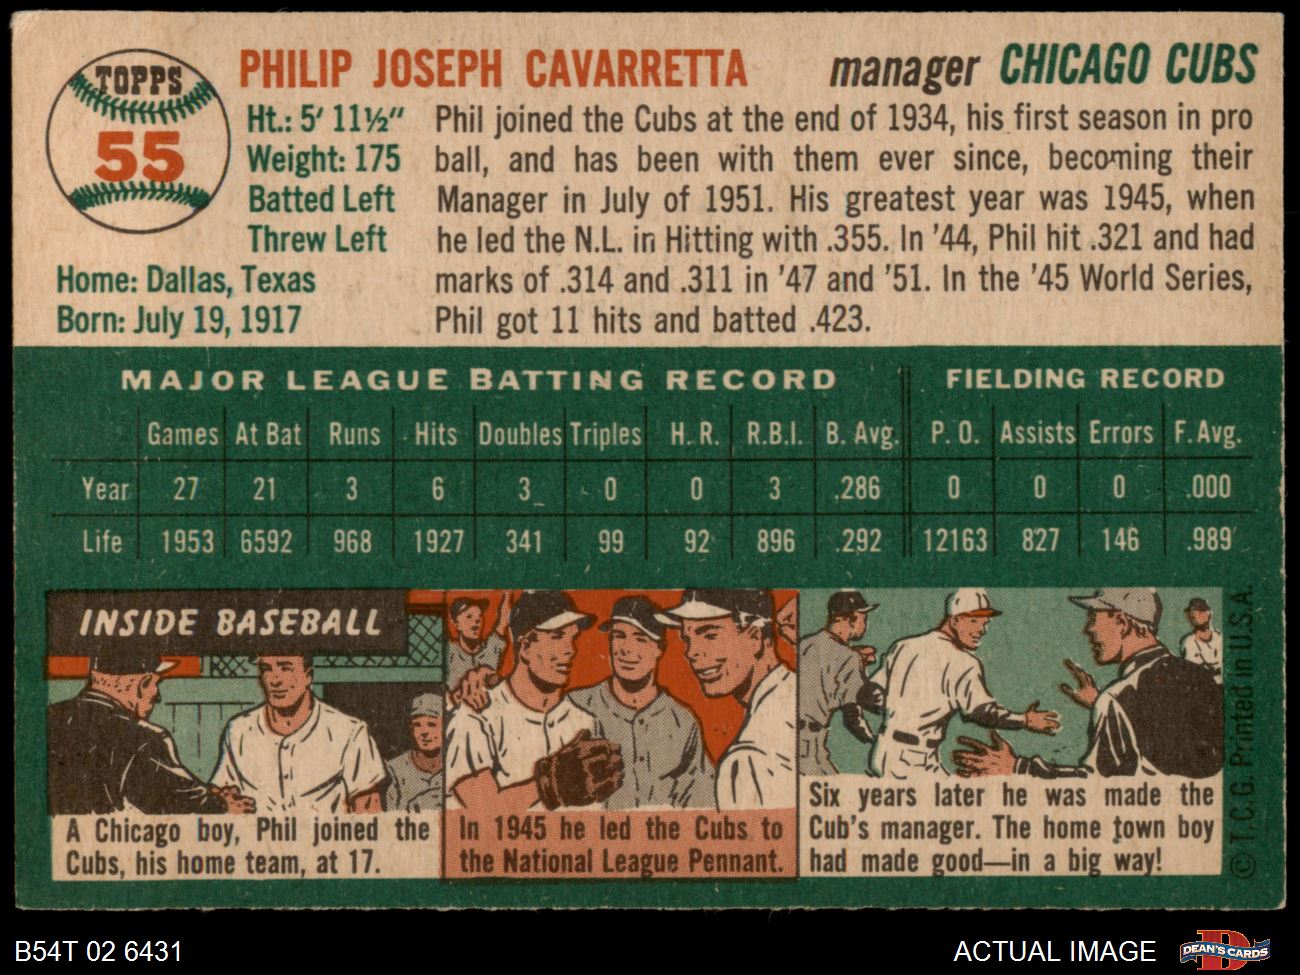 TOPPS
55
PHILIP JOSEPH CAVARRETTA
manager CHICAGO CUBS
Ht.: 5' 11½"
Weight: 175
Batted Left
Threw Left
Home: Dallas, Texas
Born: July 19, 1917
Phil joined the Cubs at the end of 1934, his first season in pro
ball, and has been with them ever since, becoming their
Manager in July of 1951. His greatest year was 1945, when
he led the N.L. in Hitting with .355. In '44, Phil hit .321 and had
marks of .314 and .311 in '47 and '51. In the '45 World Series,
Phil got 11 hits and batted .423.
MAJOR LEAGUE BATTING RECORD FIELDING RECORD
Games At Bat Runs Hits Doubles Triples H.R. R.B.I. B. Avg. P.O. Assists Errors F. Avg.
Year 27 21 3 6 3 0 0 3 .286 0 0 0 .000
Life 1953 6592 968 1927 341 99 92 896 .292 12163 827 146 .989
INSIDE BASEBALL
A Chicago boy, Phil joined the
Cubs, his home team, at 17.
In 1945 he led the Cubs to
the National League Pennant.
Six years later he was made the
Cub's manager. The home town boy
had made good—in a big way!
© T.C.G. Printed in U.S.A.
B54T 02 6431
ACTUAL IMAGE
D
DEAN'S CARDS